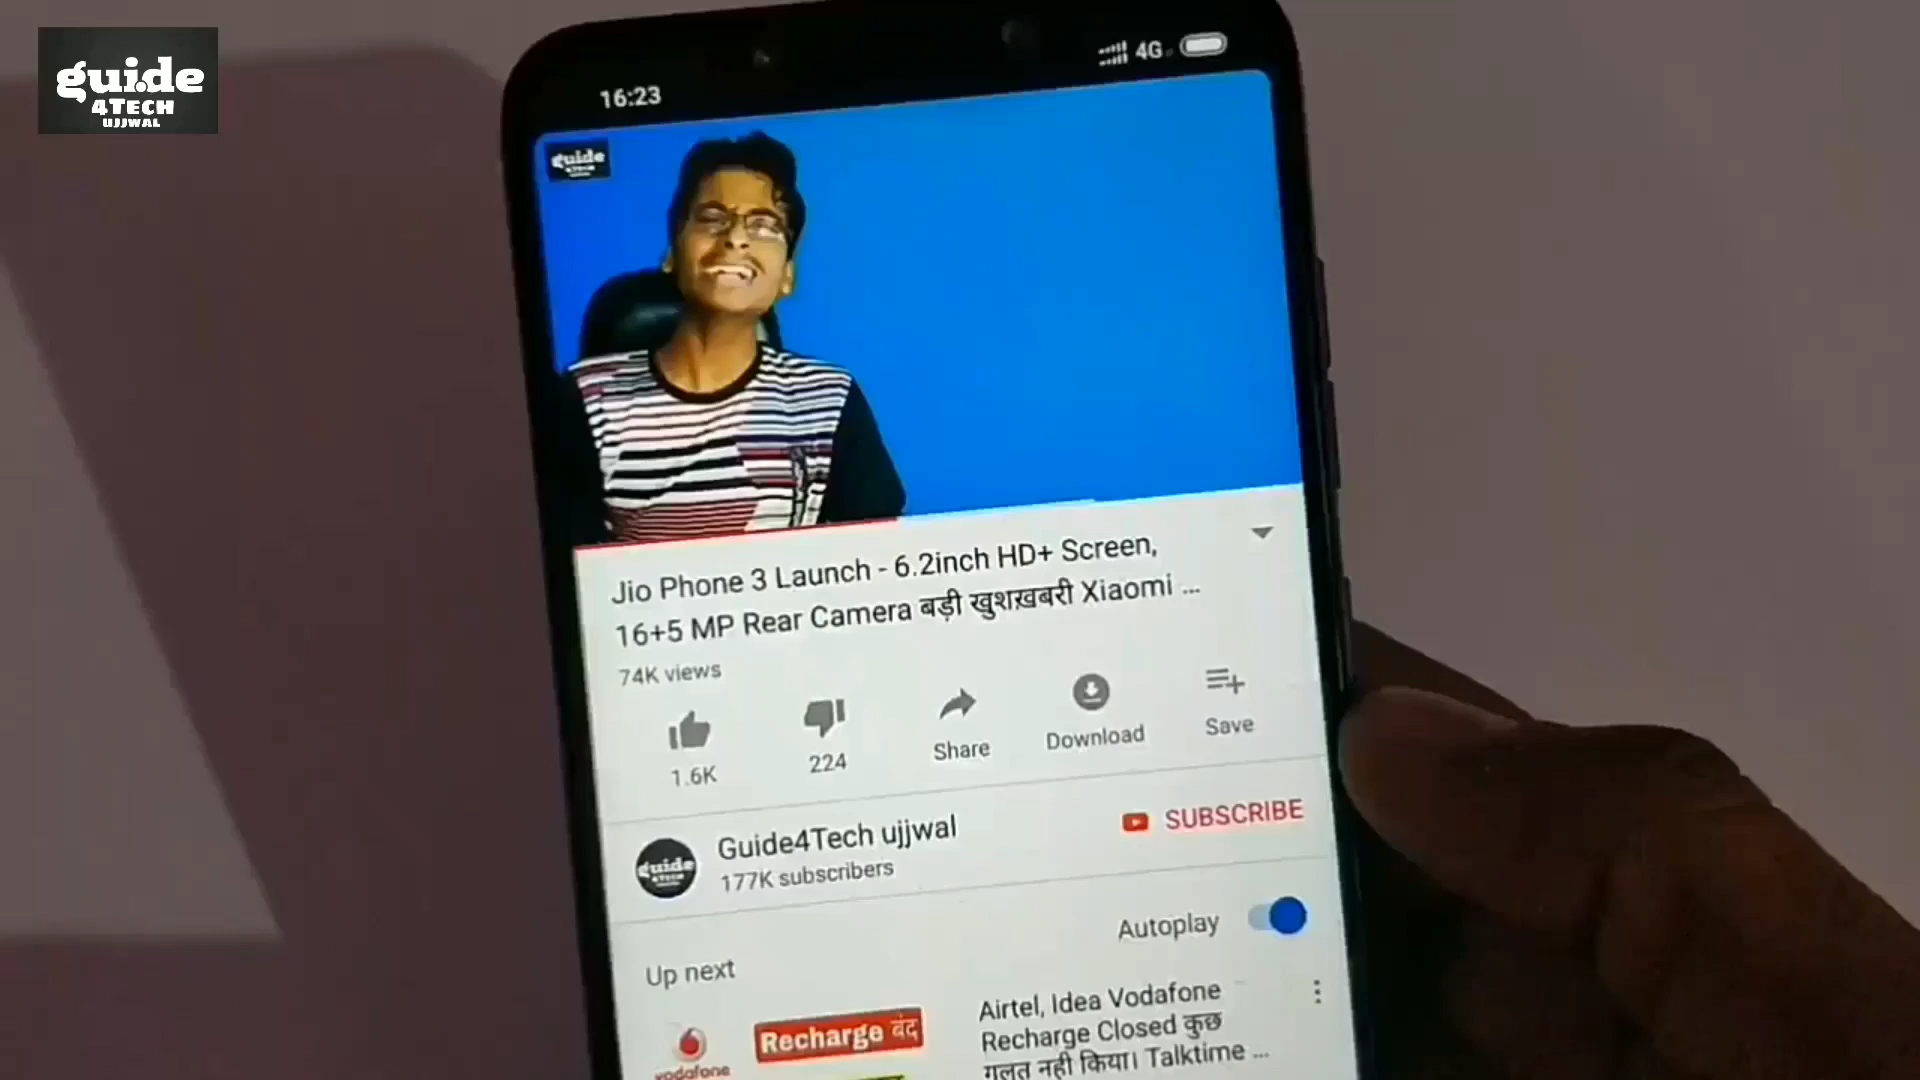 guide
4TECH
UJJWAL
16:23
4G
guide
Jio Phone 3 Launch - 6.2inch HD+ Screen,
16+5 MP Rear Camera बड़ी खुशख़बरी Xiaomi ...
74K views
1.6K
224
Share
Download
Save
guide
Guide4Tech ujjwal
177K subscribers
SUBSCRIBE
Autoplay
Up next
vodafone
Recharge बंद
Airtel, Idea Vodafone
Recharge Closed कुछ
गलत नही किया। Talktime ...